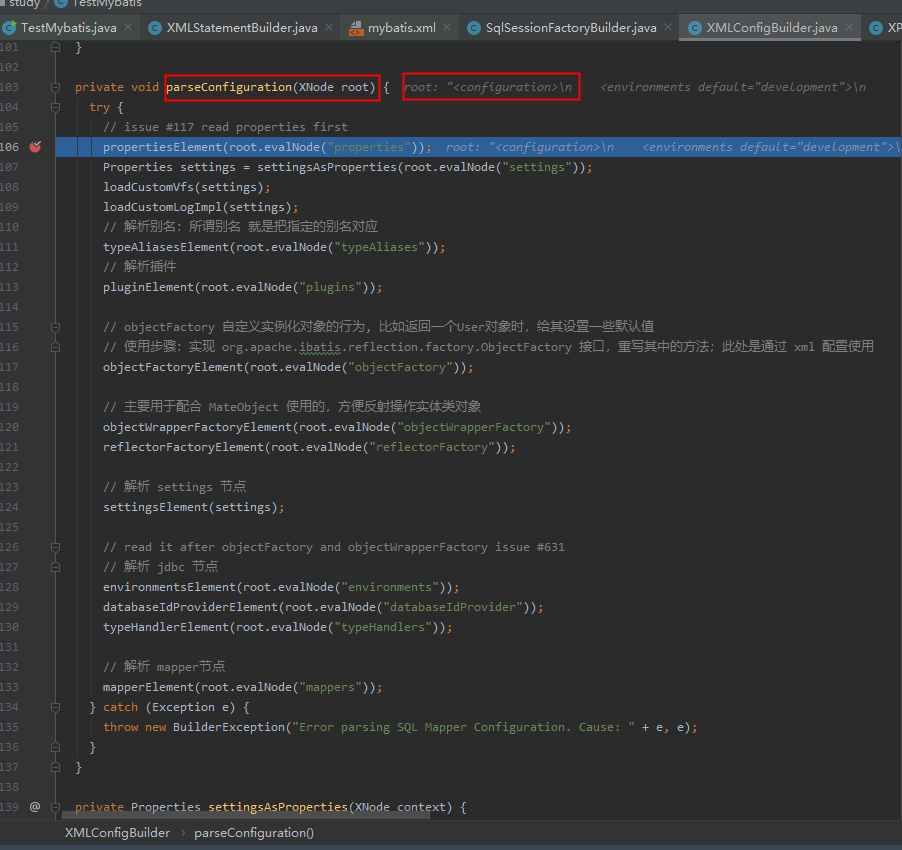 study
TestMybatis
TestMybatis.java
XMLStatementBuilder.java
mybatis.xml
SqlSessionFactoryBuilder.java
XMLConfigBuilder.java
XP
101 }
102
103 private void parseConfiguration(XNode root) { root: "<configuration>\n <environments default="development">\n
104 try {
105 // issue #117 read properties first
106 propertiesElement(root.evalNode("properties")); root: "<configuration>\n <environments default="development">\
107 Properties settings = settingsAsProperties(root.evalNode("settings"));
108 loadCustomVfs(settings);
109 loadCustomLogImpl(settings);
110 // 解析别名：所谓别名 就是把指定的别名对应
111 typeAliasesElement(root.evalNode("typeAliases"));
112 // 解析插件
113 pluginElement(root.evalNode("plugins"));
114
115 // objectFactory 自定义实例化对象的行为, 比如返回一个User对象时, 给其设置一些默认值
116 // 使用步骤：实现 org.apache.ibatis.reflection.factory.ObjectFactory 接口, 重写其中的方法；此处是通过 xml 配置使用
117 objectFactoryElement(root.evalNode("objectFactory"));
118
119 // 主要用于配合 MateObject 使用的, 方便反射操作实体类对象
120 objectWrapperFactoryElement(root.evalNode("objectWrapperFactory"));
121 reflectorFactoryElement(root.evalNode("reflectorFactory"));
122
123 // 解析 settings 节点
124 settingsElement(settings);
125
126 // read it after objectFactory and objectWrapperFactory issue #631
127 // 解析 jdbc 节点
128 environmentsElement(root.evalNode("environments"));
129 databaseIdProviderElement(root.evalNode("databaseIdProvider"));
130 typeHandlerElement(root.evalNode("typeHandlers"));
131
132 // 解析 mapper节点
133 mapperElement(root.evalNode("mappers"));
134 } catch (Exception e) {
135 throw new BuilderException("Error parsing SQL Mapper Configuration. Cause: " + e, e);
136 }
137 }
138
139 @ private Properties settingsAsProperties(XNode context) {
XMLConfigBuilder › parseConfiguration()